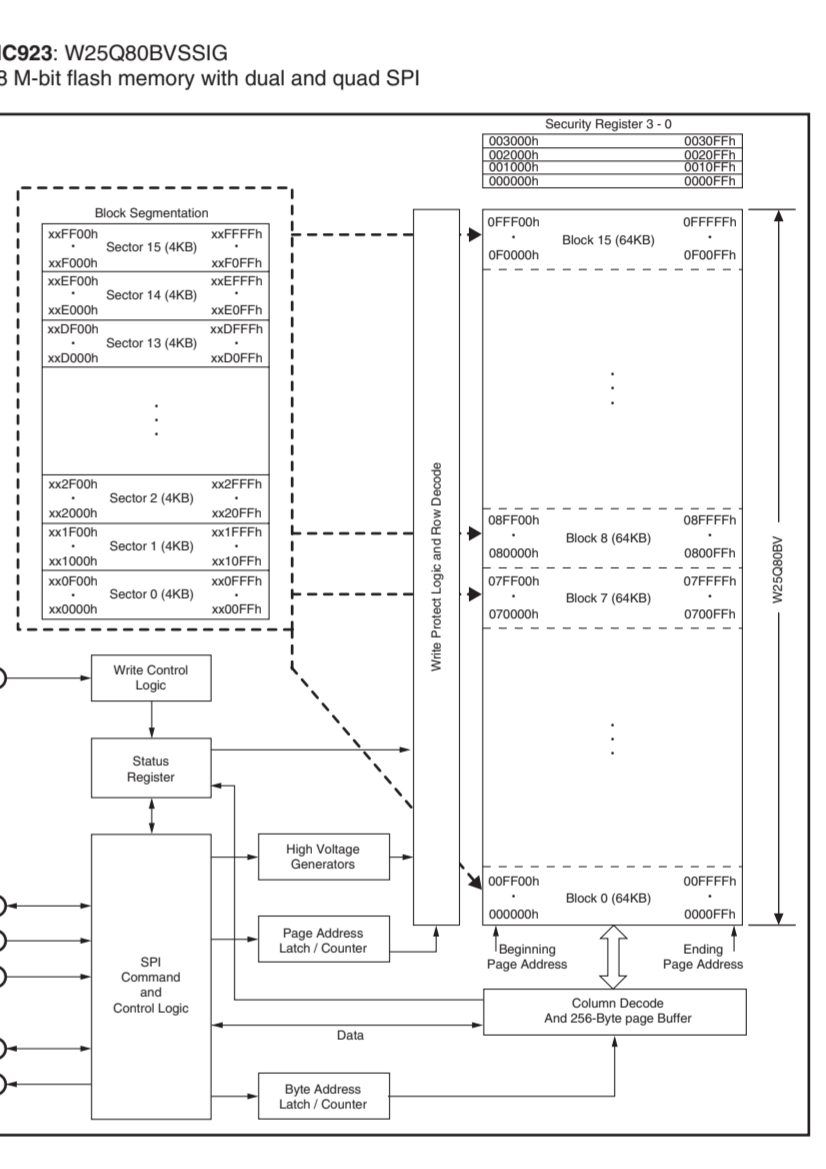 IC923: W25Q80BVSSIG
8 M-bit flash memory with dual and quad SPI
Security Register 3 - 0
003000h 0030FFh
002000h 0020FFh
001000h 0010FFh
000000h 0000FFh
Block Segmentation
xxFF00h xxFFFFh
Sector 15 (4KB)
xxF000h xxF0FFh
xxEF00h xxEFFFh
Sector 14 (4KB)
xxE000h xxE0FFh
xxDF00h xxDFFFh
Sector 13 (4KB)
xxD000h xxD0FFh
xx2F00h xx2FFFh
Sector 2 (4KB)
xx2000h xx20FFh
xx1F00h xx1FFFh
Sector 1 (4KB)
xx1000h xx10FFh
xx0F00h xx0FFFh
Sector 0 (4KB)
xx0000h xx00FFh
Write Protect Logic and Row Decode
0FFF00h 0FFFFFh
Block 15 (64KB)
0F0000h 0F00FFh
08FF00h 08FFFFh
Block 8 (64KB)
080000h 0800FFh
07FF00h 07FFFFh
Block 7 (64KB)
070000h 0700FFh
00FF00h 00FFFFh
Block 0 (64KB)
000000h 0000FFh
W25Q80BV
Beginning
Page Address
Ending
Page Address
Write Control
Logic
Status
Register
High Voltage
Generators
Page Address
Latch / Counter
SPI
Command
and
Control Logic
Column Decode
And 256-Byte page Buffer
Data
Byte Address
Latch / Counter